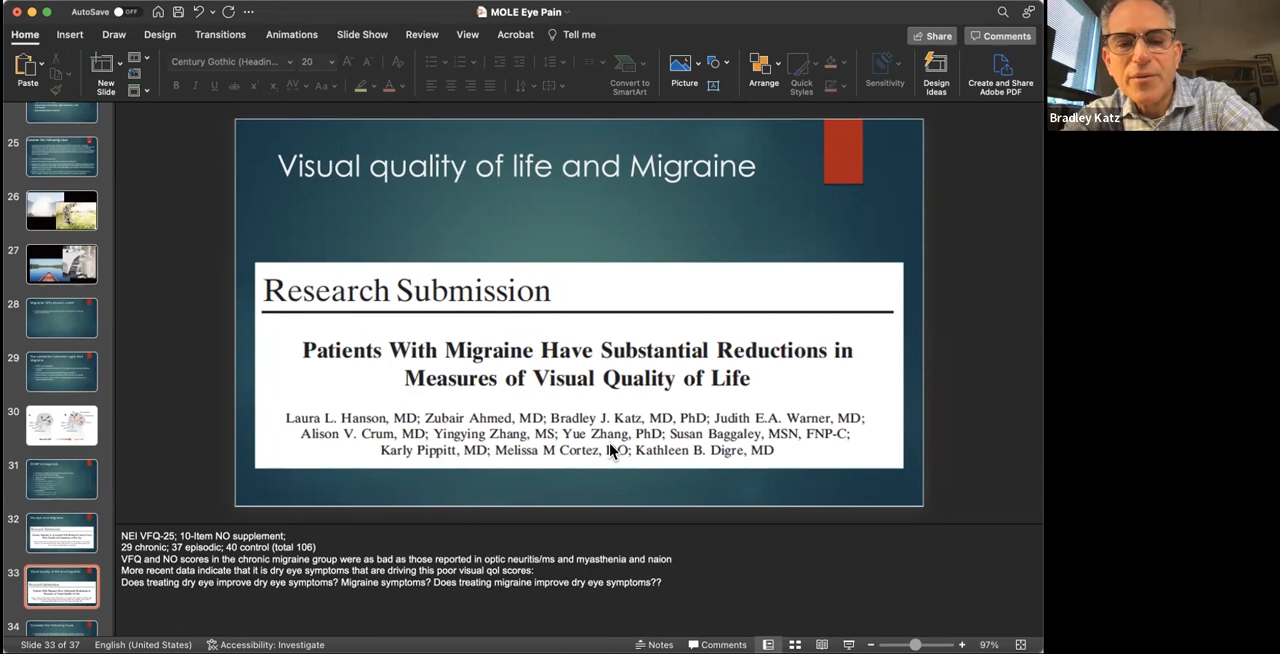 AutoSave OFF
MOLE Eye Pain
Home Insert Draw Design Transitions Animations Slide Show Review View Acrobat Tell me
Share Comments
Paste
New Slide
Century Gothic (Headin... 20
Convert to SmartArt
Picture
Arrange
Quick Styles
Sensitivity
Design Ideas
Create and Share Adobe PDF
Bradley Katz
25
26
27
28
29
30
31
32
33
34
Visual quality of life and Migraine
Research Submission
Patients With Migraine Have Substantial Reductions in
Measures of Visual Quality of Life
Laura L. Hanson, MD; Zubair Ahmed, MD; Bradley J. Katz, MD, PhD; Judith E.A. Warner, MD;
Alison V. Crum, MD; Yingying Zhang, MS; Yue Zhang, PhD; Susan Baggaley, MSN, FNP-C;
Karly Pippitt, MD; Melissa M Cortez, DO; Kathleen B. Digre, MD
NEI VFQ-25; 10-Item NO supplement;
29 chronic; 37 episodic; 40 control (total 106)
VFQ and NO scores in the chronic migraine group were as bad as those reported in optic neuritis/ms and myasthenia and naion
More recent data indicate that it is dry eye symptoms that are driving this poor visual qol scores:
Does treating dry eye improve dry eye symptoms? Migraine symptoms? Does treating migraine improve dry eye symptoms??
Slide 33 of 37 English (United States) Accessibility: Investigate
Notes Comments 97%